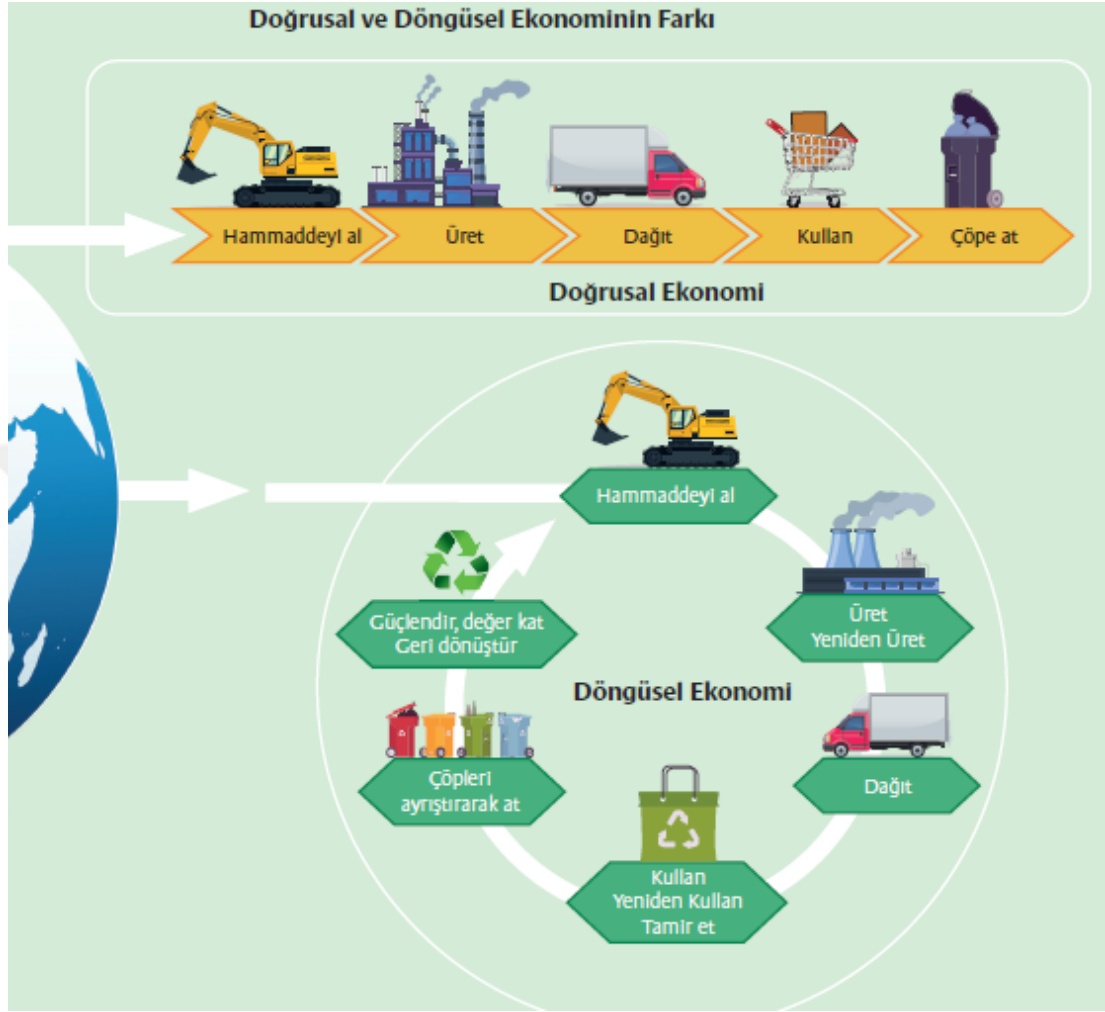 Doğrusal ve Döngüsel Ekonominin Farkı
Hammaddeyi al
Üret
Dağıt
Kullan
Çöpe at
Doğrusal Ekonomi
Hammaddeyi al
Üret
Yeniden Üret
Dağıt
Kullan
Yeniden Kullan
Tamir et
Çöpleri
ayrıştırarak at
Güçlendir, değer kat
Geri dönüştür
Döngüsel Ekonomi